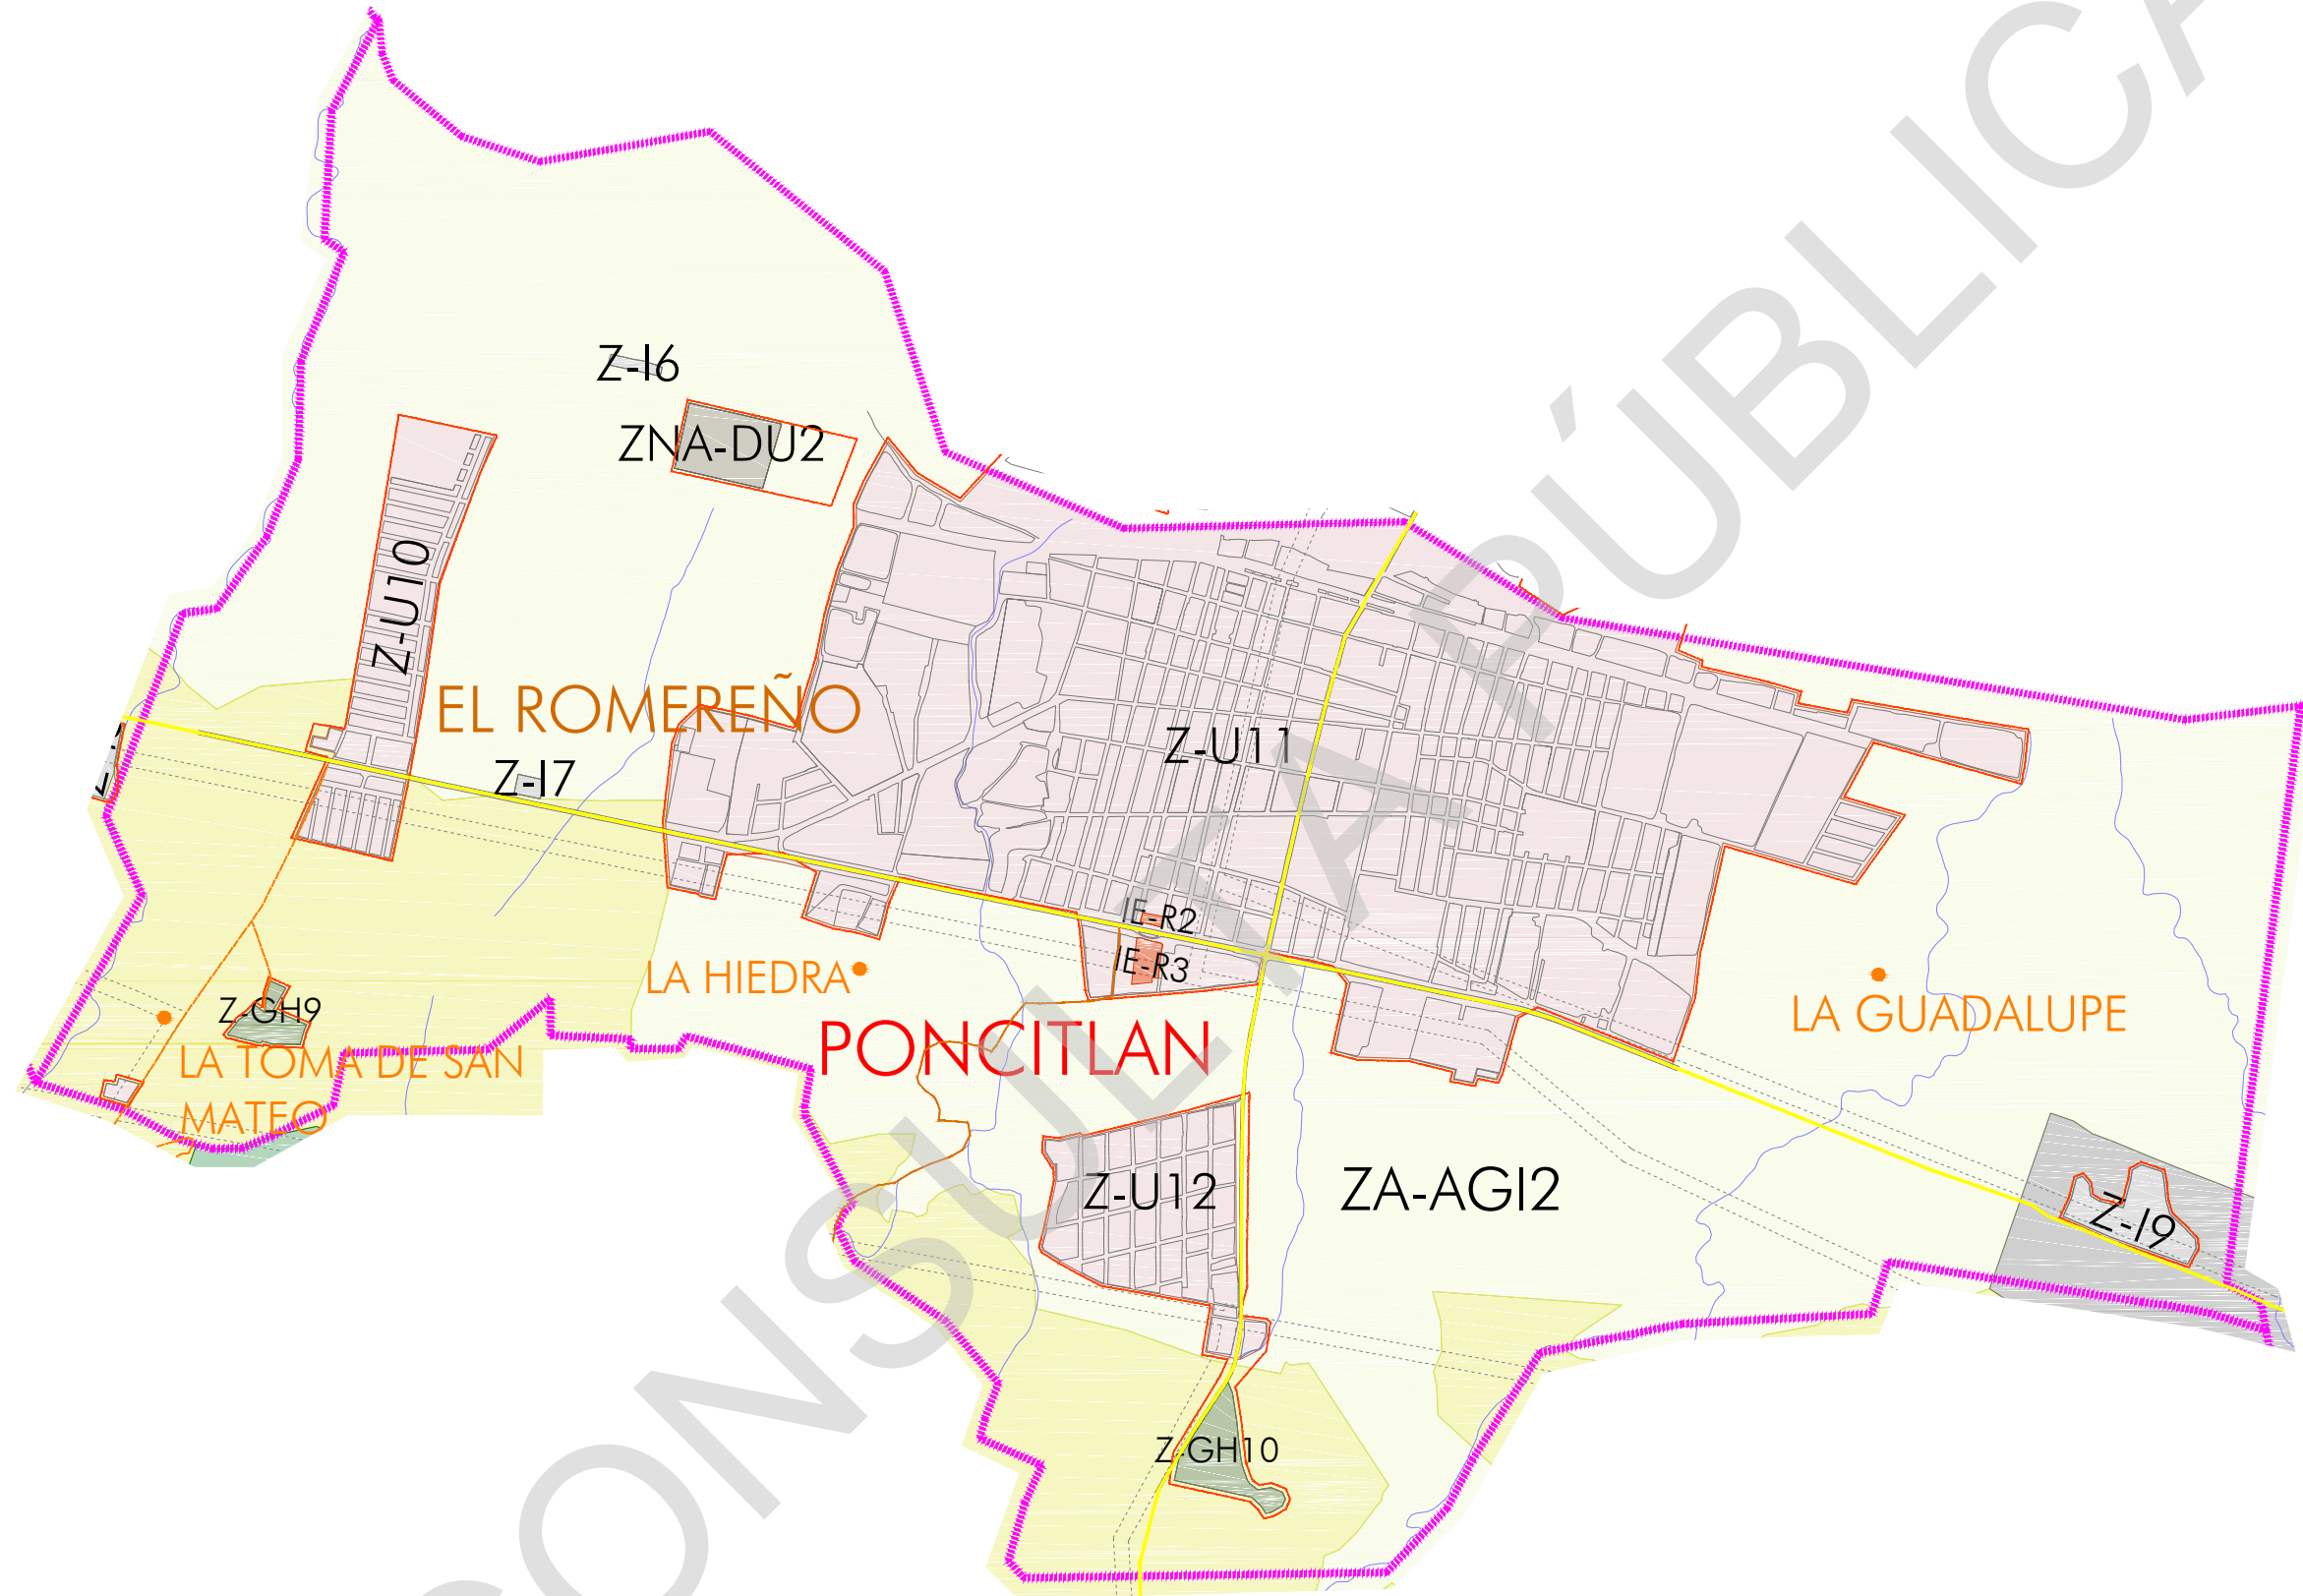 Z-I6
ZNA-DU2
Z-U10
EL ROMEREÑO
Z-I7
Z-U11
IE-R2
IE-R3
LA HIEDRA
Z-GH9
LA GUADALUPE
PONCITLAN
LA TOMA DE SAN
MATEO
Z-U12
ZA-AGI2
Z-I9
Z-GH10
CONSULTA PÚBLICA